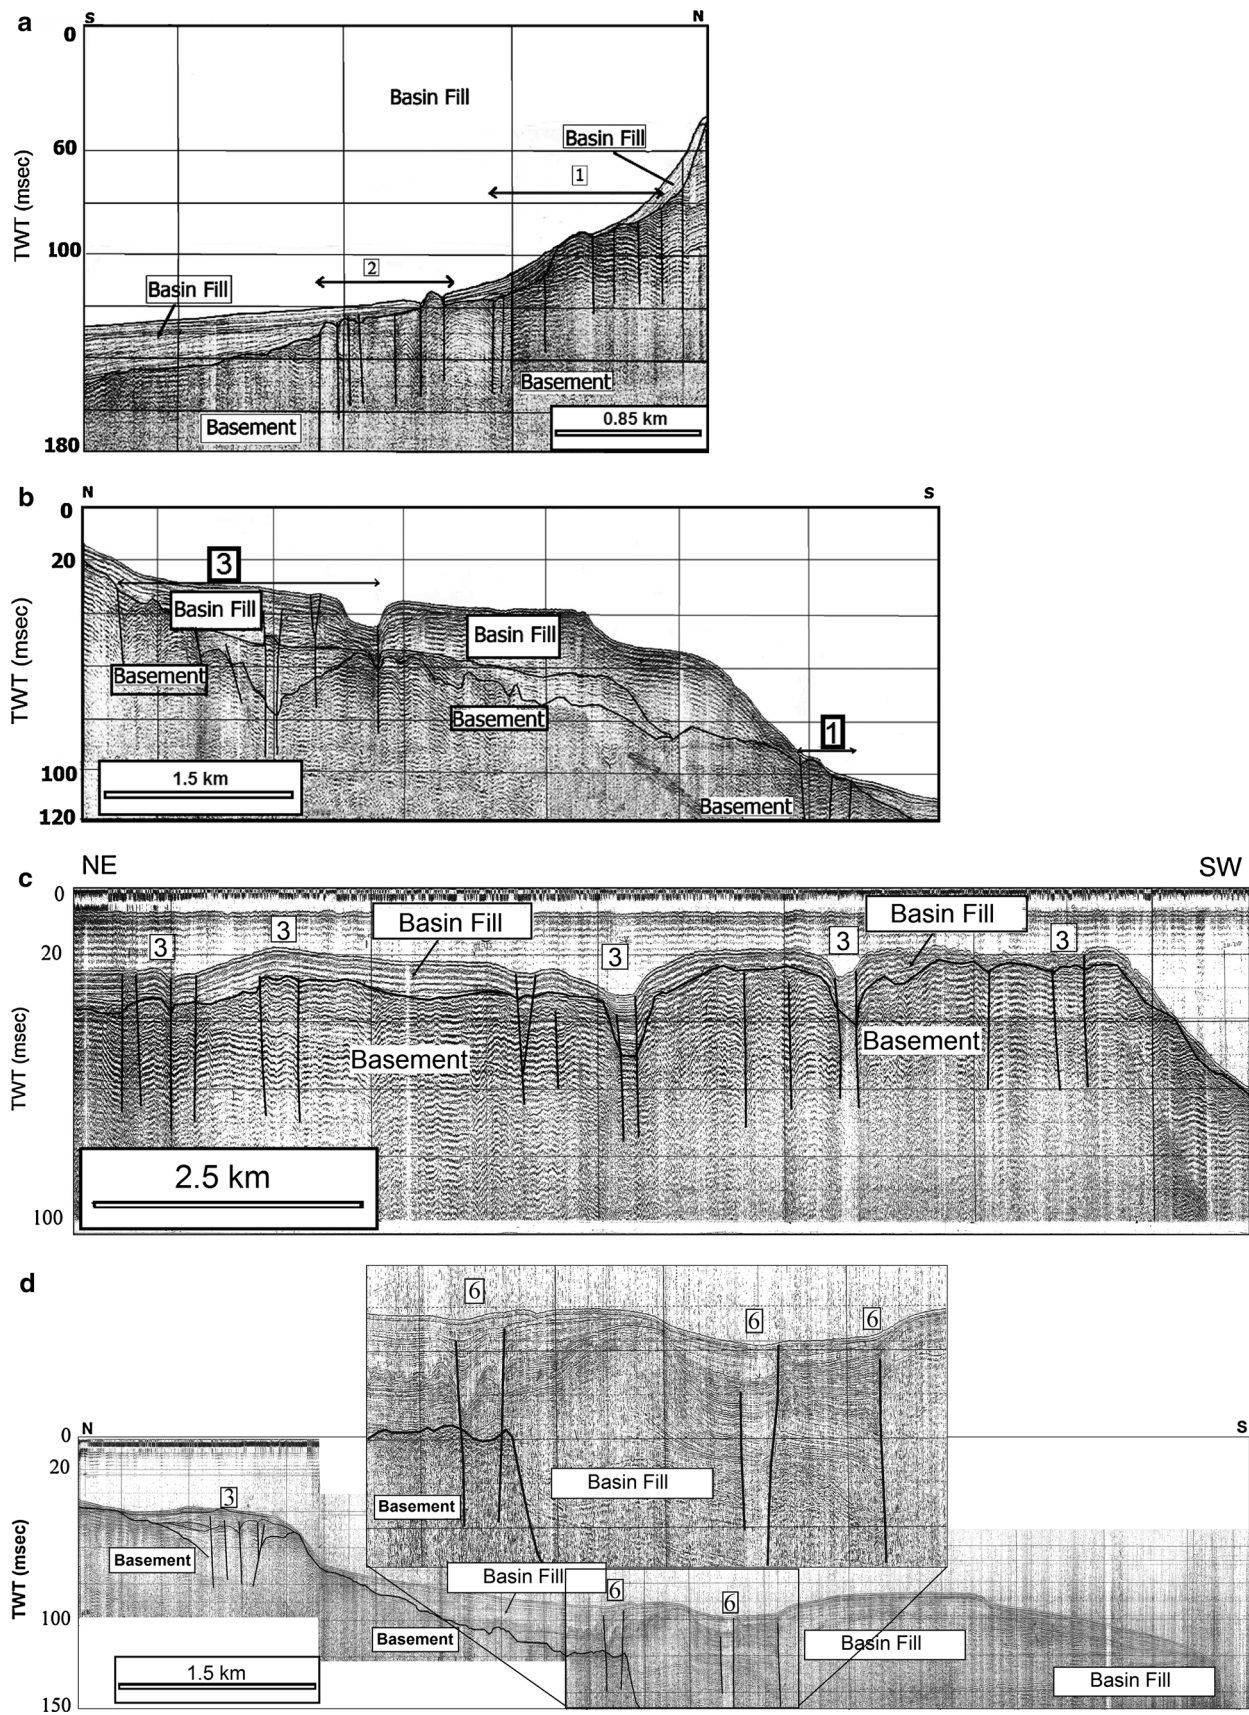 a
S
N
0
60
100
180
TWT (msec)
Basin Fill
Basin Fill
1
2
Basin Fill
Basement
Basement
0.85 km
b
N
S
0
20
100
120
TWT (msec)
3
Basin Fill
Basin Fill
Basement
Basement
1
Basement
1.5 km
c
NE
SW
0
20
100
TWT (msec)
Basin Fill
Basin Fill
3
3
3
3
3
Basement
Basement
2.5 km
d
6
6
6
Basin Fill
Basement
N
S
0
20
100
150
TWT (msec)
3
Basement
Basin Fill
6
6
Basement
Basin Fill
Basin Fill
1.5 km